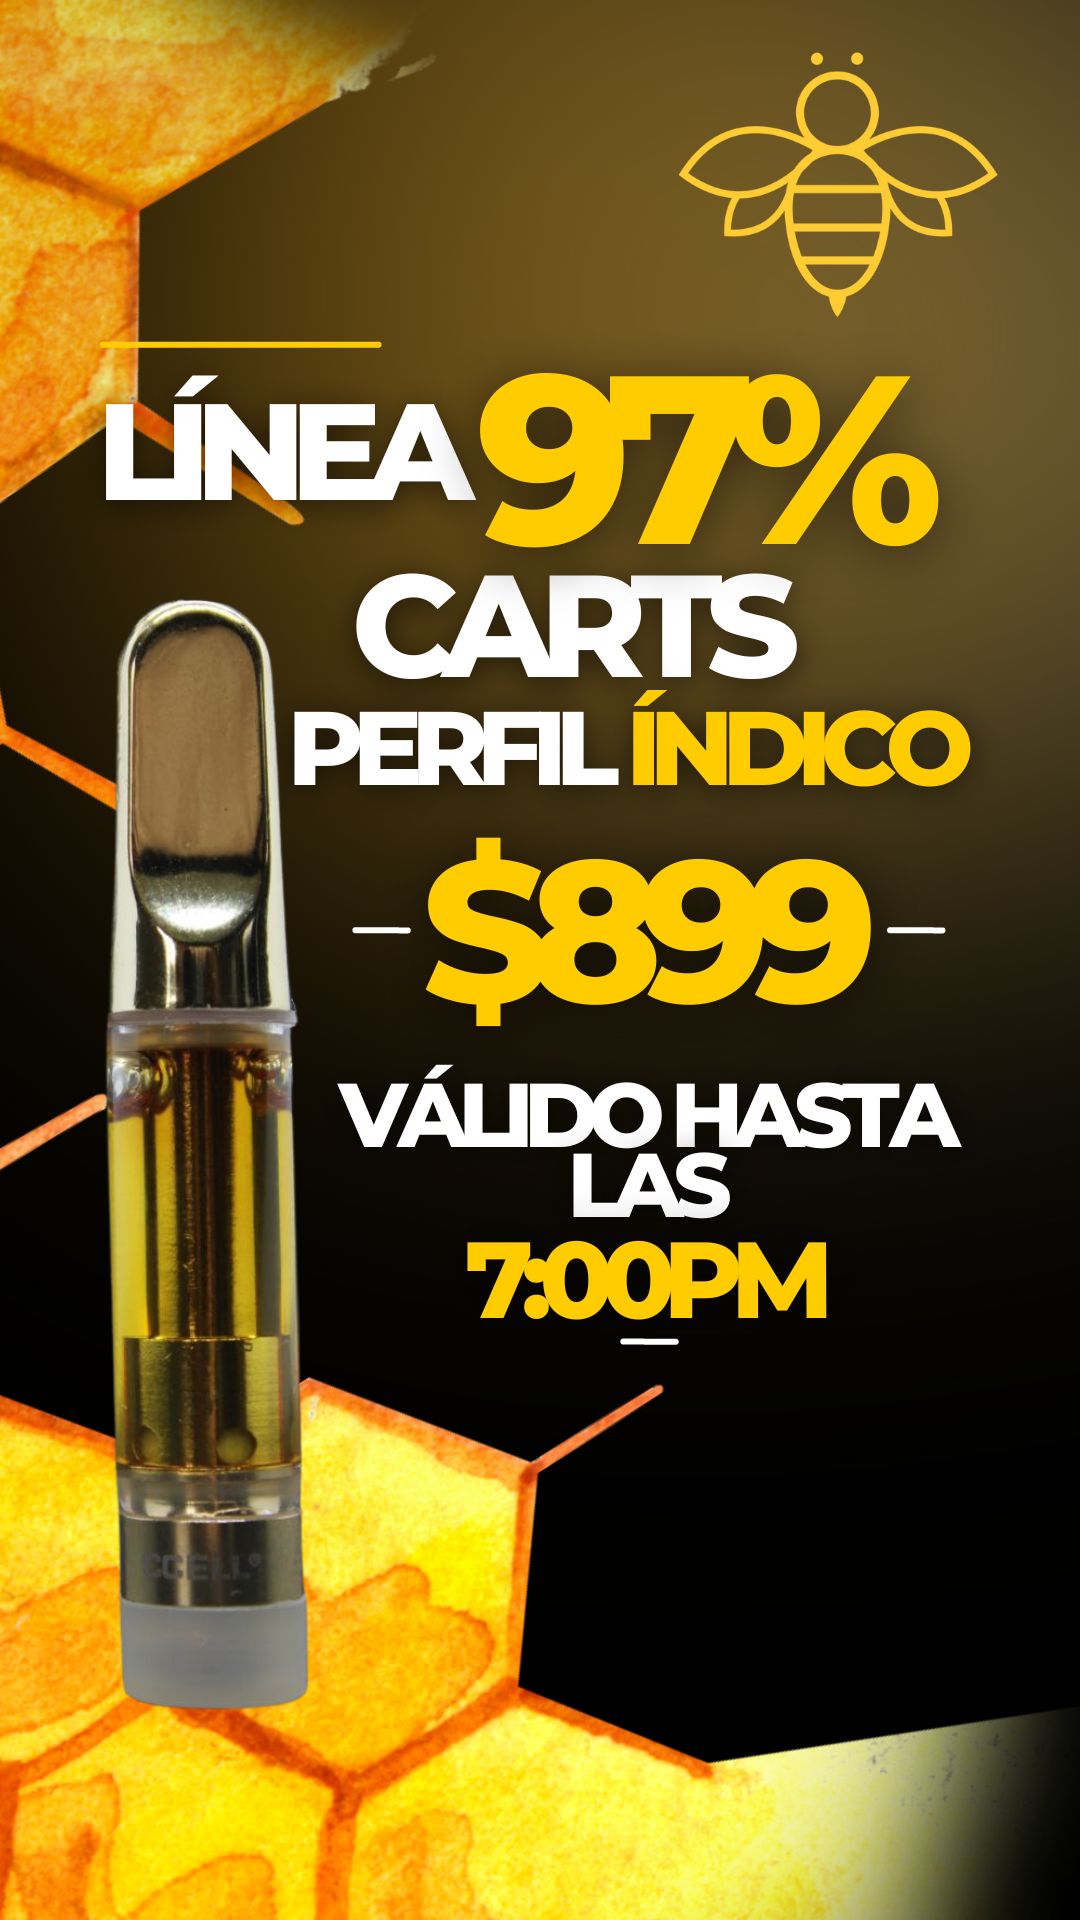 LÍNEA 97%
CARTS
PERFIL ÍNDICO
$899
VÁLIDO HASTA
LAS
7:00PM
CCELL®